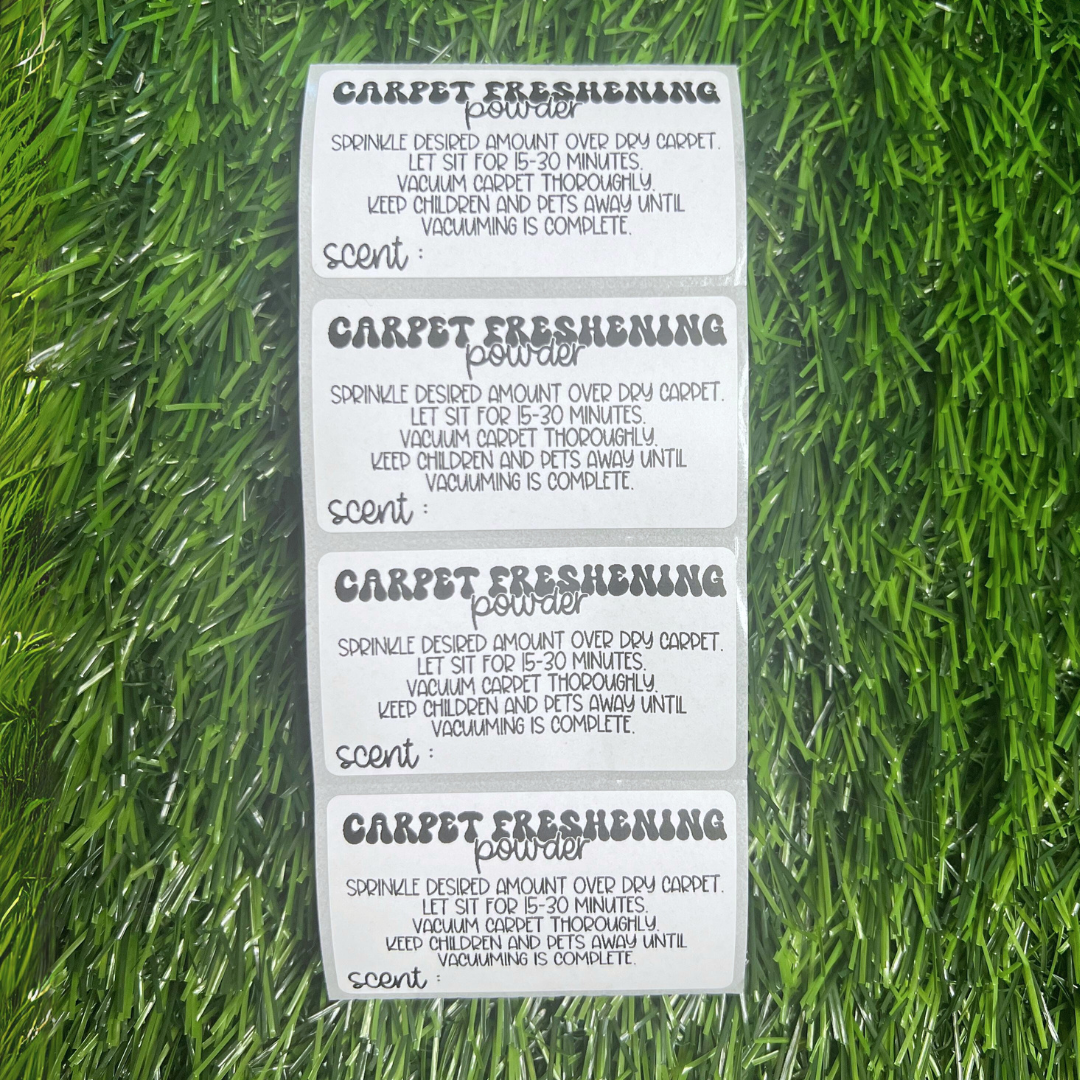 CARPET FRESHENING
powder
SPRINKLE DESIRED AMOUNT OVER DRY CARPET.
LET SIT FOR 15-30 MINUTES.
VACUUM CARPET THOROUGHLY.
KEEP CHILDREN AND PETS AWAY UNTIL
VACUUMING IS COMPLETE.
scent :
CARPET FRESHENING
powder
SPRINKLE DESIRED AMOUNT OVER DRY CARPET.
LET SIT FOR 15-30 MINUTES.
VACUUM CARPET THOROUGHLY.
KEEP CHILDREN AND PETS AWAY UNTIL
VACUUMING IS COMPLETE.
scent :
CARPET FRESHENING
powder
SPRINKLE DESIRED AMOUNT OVER DRY CARPET.
LET SIT FOR 15-30 MINUTES.
VACUUM CARPET THOROUGHLY.
KEEP CHILDREN AND PETS AWAY UNTIL
VACUUMING IS COMPLETE.
scent :
CARPET FRESHENING
powder
SPRINKLE DESIRED AMOUNT OVER DRY CARPET.
LET SIT FOR 15-30 MINUTES.
VACUUM CARPET THOROUGHLY.
KEEP CHILDREN AND PETS AWAY UNTIL
VACUUMING IS COMPLETE.
scent :